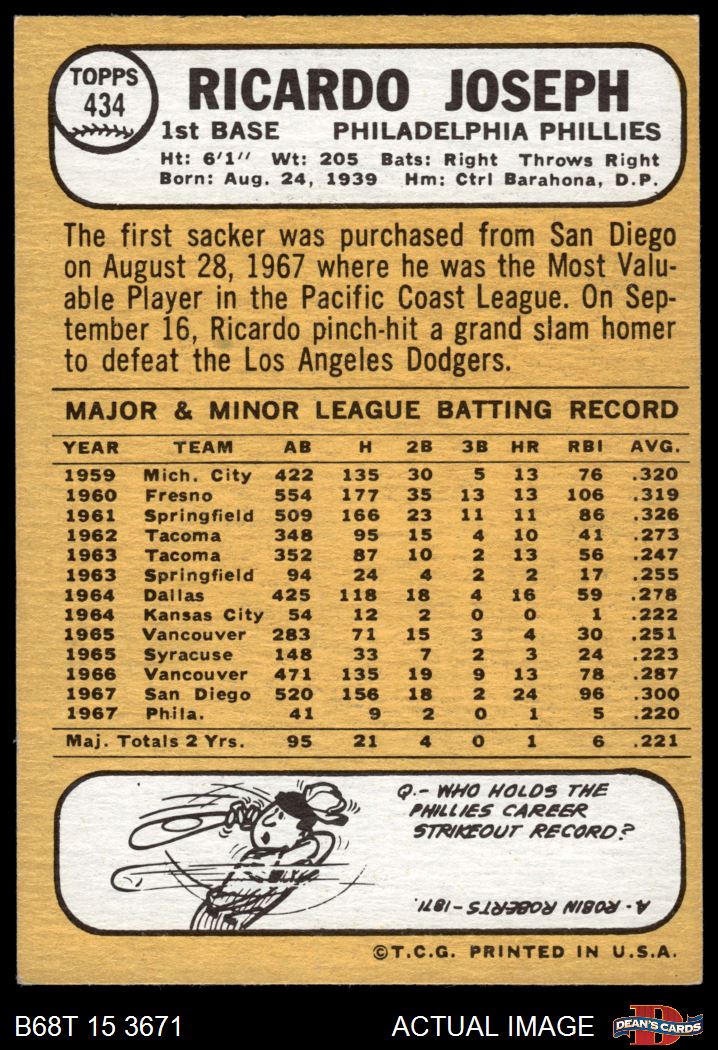 TOPPS
434
RICARDO JOSEPH
1st BASE PHILADELPHIA PHILLIES
Ht: 6'1" Wt: 205 Bats: Right Throws Right
Born: Aug. 24, 1939 Hm: Ctrl Barahona, D.P.
The first sacker was purchased from San Diego
on August 28, 1967 where he was the Most Valu-
able Player in the Pacific Coast League. On Sep-
tember 16, Ricardo pinch-hit a grand slam homer
to defeat the Los Angeles Dodgers.
MAJOR & MINOR LEAGUE BATTING RECORD
YEAR TEAM AB H 2B 3B HR RBI AVG.
1959 Mich. City 422 135 30 5 13 76 .320
1960 Fresno 554 177 35 13 13 106 .319
1961 Springfield 509 166 23 11 11 86 .326
1962 Tacoma 348 95 15 4 10 41 .273
1963 Tacoma 352 87 10 2 13 56 .247
1963 Springfield 94 24 4 2 2 17 .255
1964 Dallas 425 118 18 4 16 59 .278
1964 Kansas City 54 12 2 0 0 1 .222
1965 Vancouver 283 71 15 3 4 30 .251
1965 Syracuse 148 33 7 2 3 24 .223
1966 Vancouver 471 135 19 9 13 78 .287
1967 San Diego 520 156 18 2 24 96 .300
1967 Phila. 41 9 2 0 1 5 .220
Maj. Totals 2 Yrs. 95 21 4 0 1 6 .221
Q.- WHO HOLDS THE
PHILLIES CAREER
STRIKEOUT RECORD?
A- ROBIN ROBERTS-1871.
©T.C.G. PRINTED IN U.S.A.
B68T 15 3671 ACTUAL IMAGE
D
DEAN'S CARDS